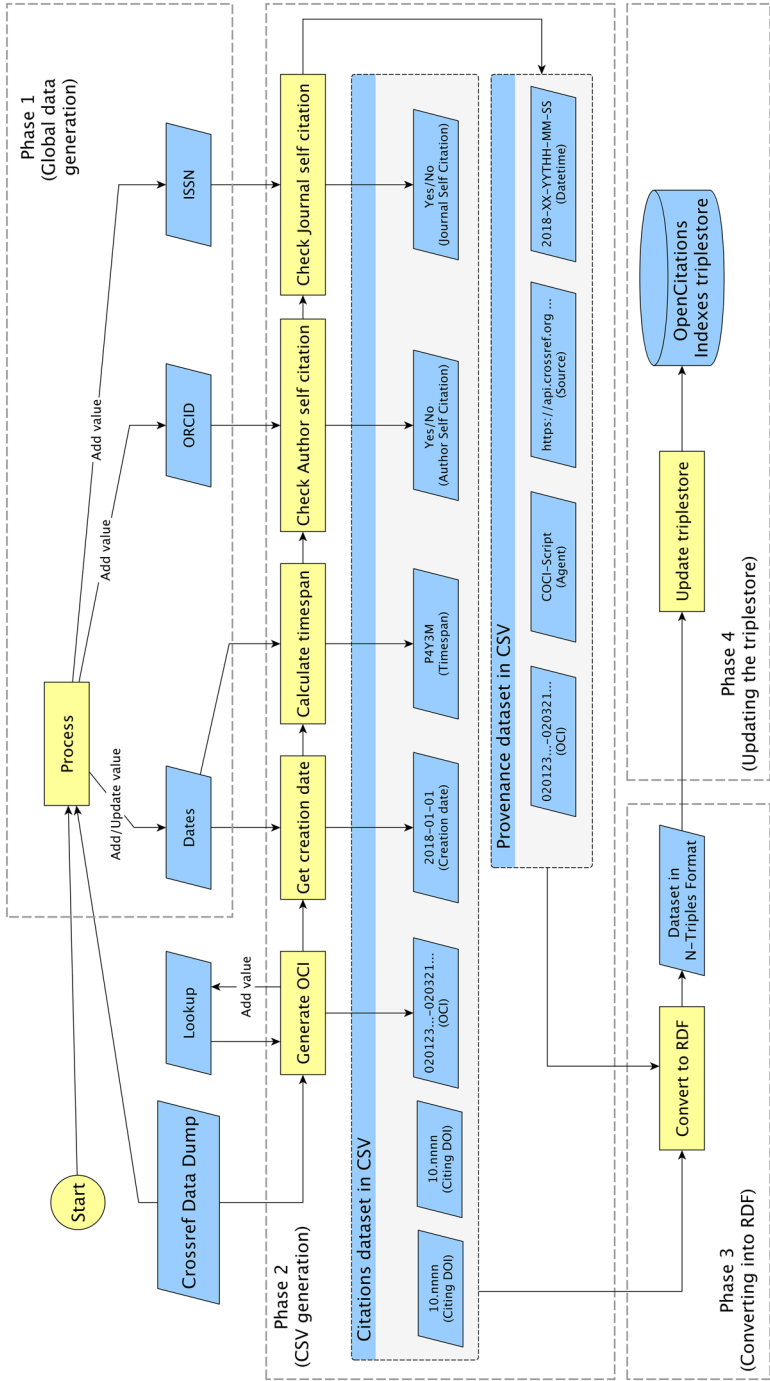 Start
Process
Phase 1
(Global data
generation)
Add/Update value
Add value
Add value
Crossref Data Dump
Lookup
Dates
ORCID
ISSN
Add value
Phase 2
(CSV generation)
Generate OCI
Get creation date
Calculate timespan
Check Author self citation
Check Journal self citation
Citations dataset in CSV
10.nnnn
(Citing DOI)
10.nnnn
(Citing DOI)
020123...-020321...
(OCI)
2018-01-01
(Creation date)
P4Y3M
(Timespan)
Yes/No
(Author Self Citation)
Yes/No
(Journal Self Citation)
Provenance dataset in CSV
020123...-020321...
(OCI)
COCI-Script
(Agent)
https://api.crossref.org ...
(Source)
2018-XX-YYTHH-MM-SS
(Datetime)
Phase 3
(Converting into RDF)
Convert to RDF
Dataset in
N-Triples Format
Phase 4
(Updating the triplestore)
Update triplestore
OpenCitations
Indexes triplestore